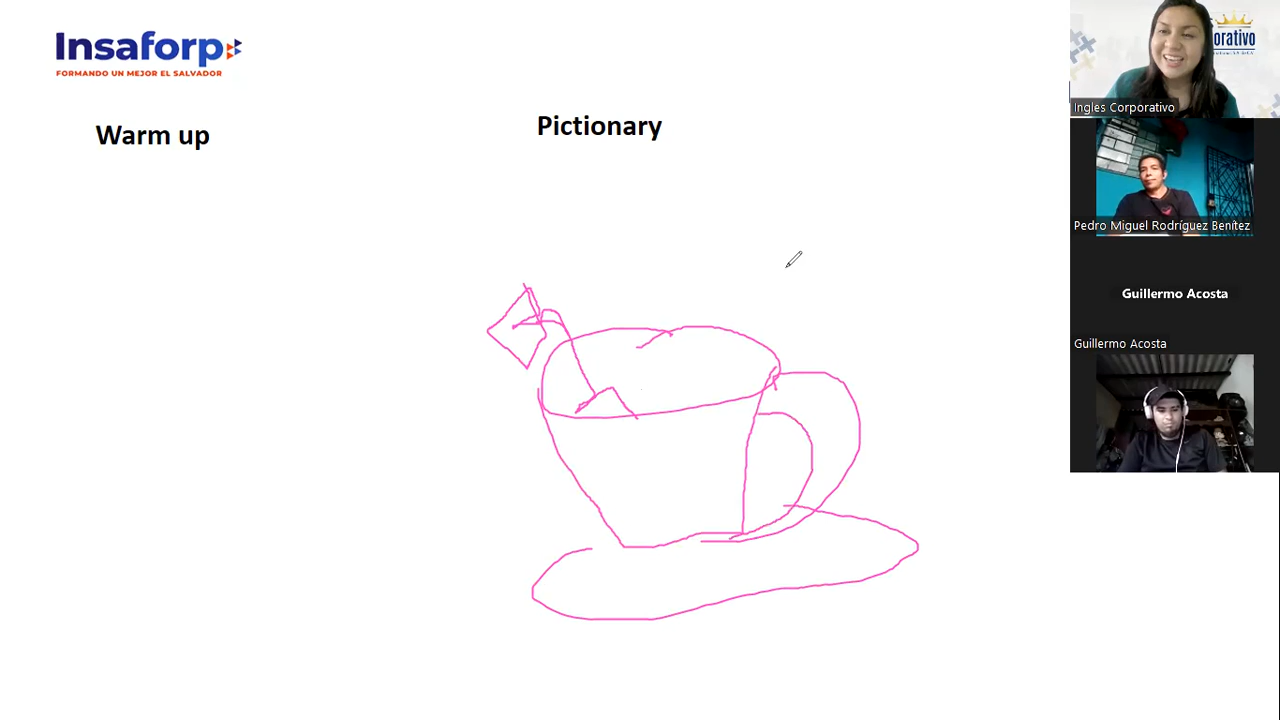 Insaforp
FORMANDO UN MEJOR EL SALVADOR
Warm up
Pictionary
orativo
Ingles Corporativo
Pedro Miguel Rodríguez Benítez
Guillermo Acosta
Guillermo Acosta